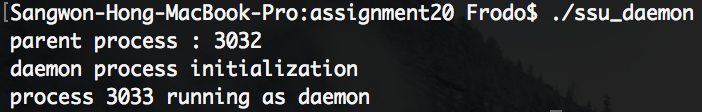 [Sangwon-Hong-MacBook-Pro:assignment20 Frodo$ ./ssu_daemon
parent process : 3032
daemon process initialization
process 3033 running as daemon